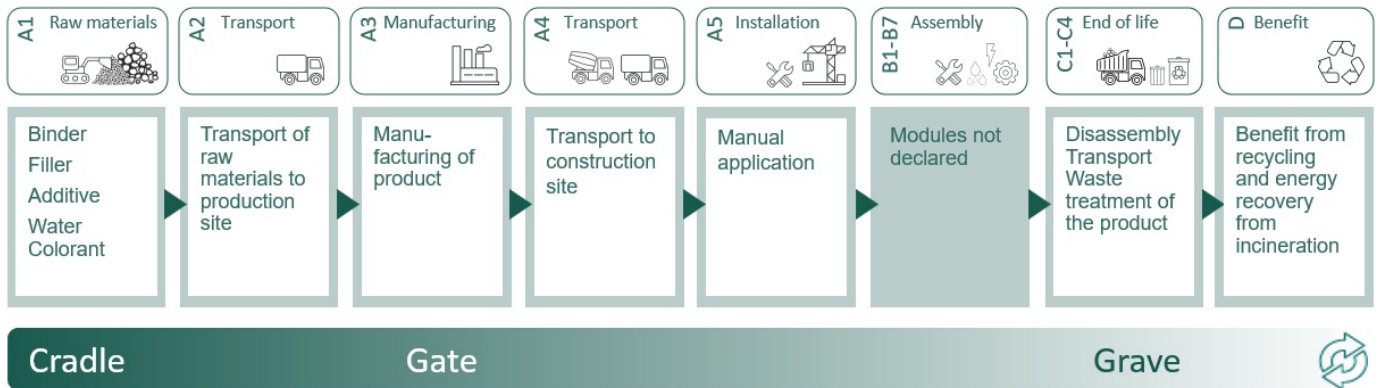 A1 Raw materials
A2 Transport
A3 Manufacturing
A4 Transport
A5 Installation
B1-B7 Assembly
C1-C4 End of life
D Benefit
Binder
Filler
Additive
Water
Colorant
Transport of
raw
materials to
production
site
Manu-
facturing of
product
Transport to
construction
site
Manual
application
Modules not
declared
Disassembly
Transport
Waste
treatment of
the product
Benefit from
recycling
and energy
recovery
from
incineration
Cradle
Gate
Grave